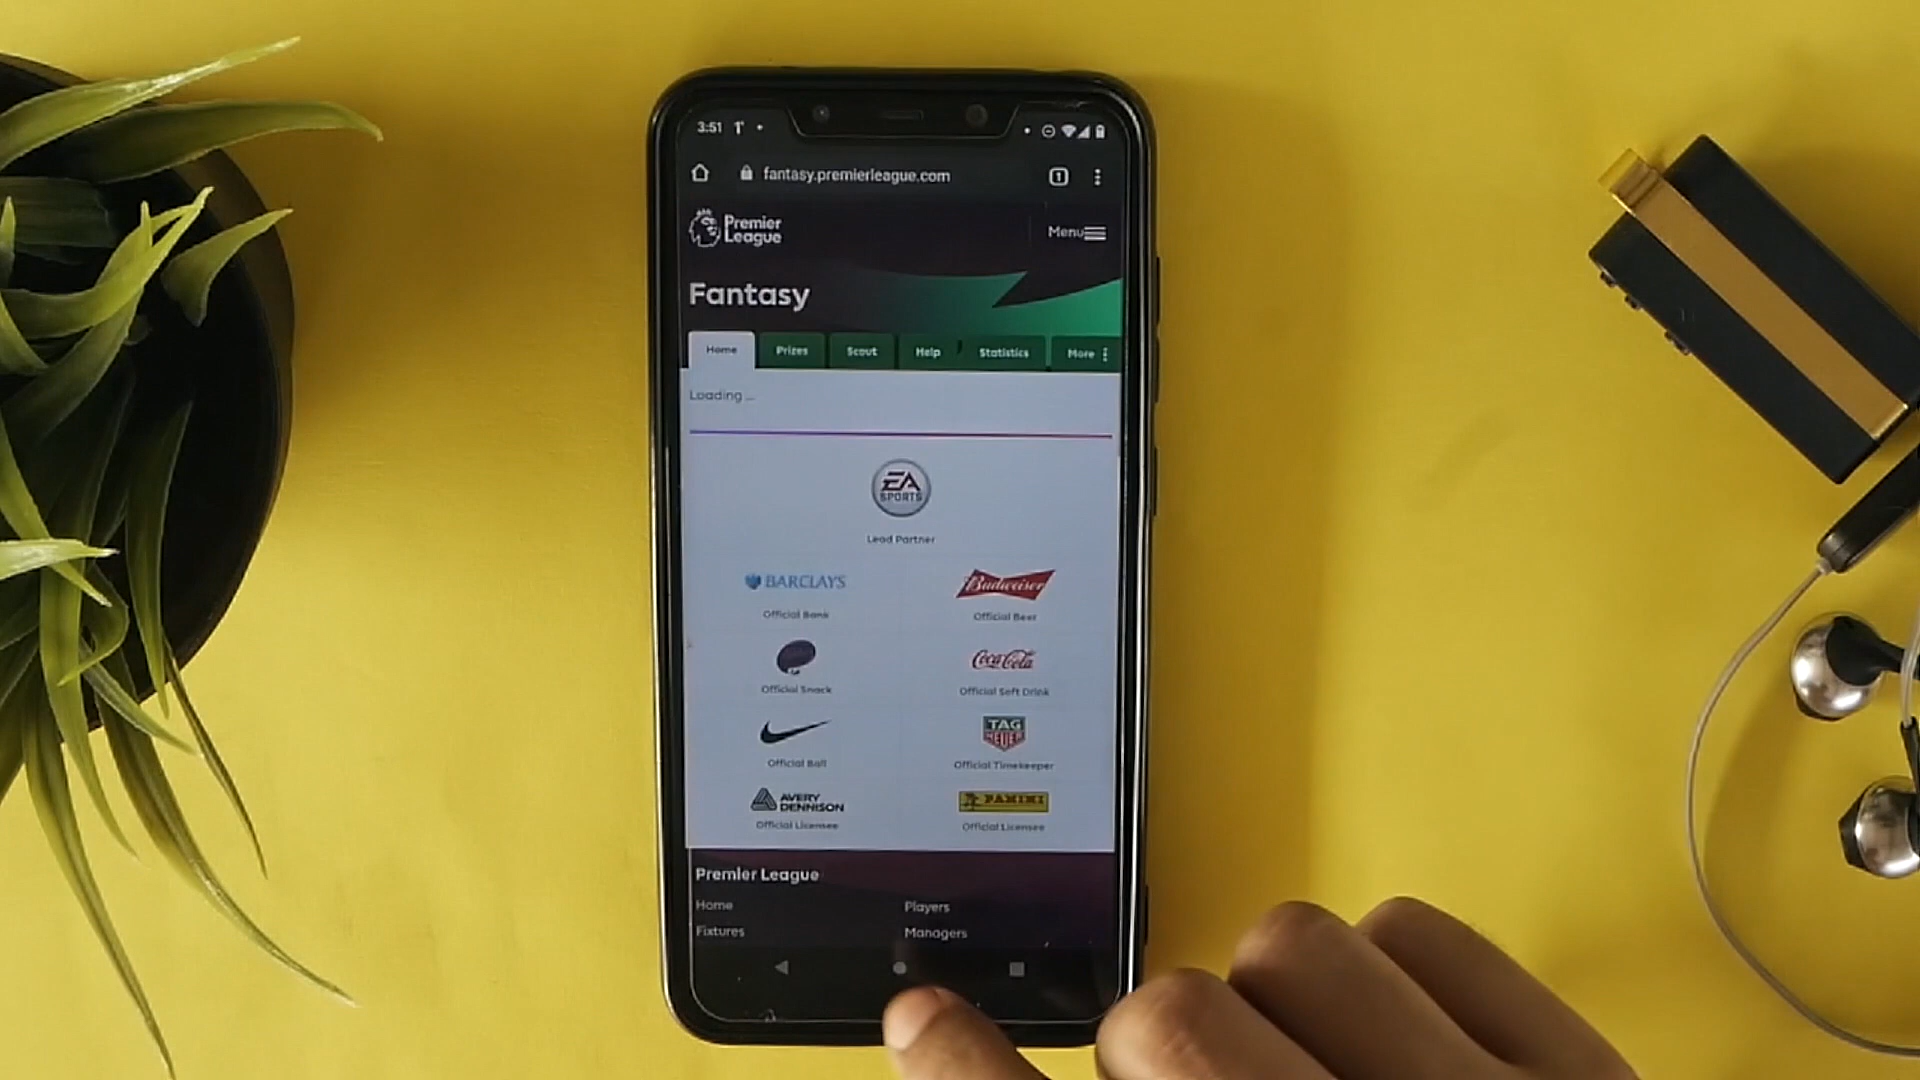 3:51
fantasy.premierleague.com
1
Premier
League
Menu
Fantasy
Home Prizes Scout Help Statistics More
Loading ...
EA
SPORTS
Lead Partner
BARCLAYS
Budweiser
Official Bank
Official Beer
Coca-Cola
Official Snack
Official Soft Drink
TAG
HEUER
Official Ball
Official Timekeeper
AVERY
DENNISON
PANINI
Official Licensee
Official Licensee
Premier League
Home
Players
Fixtures
Managers